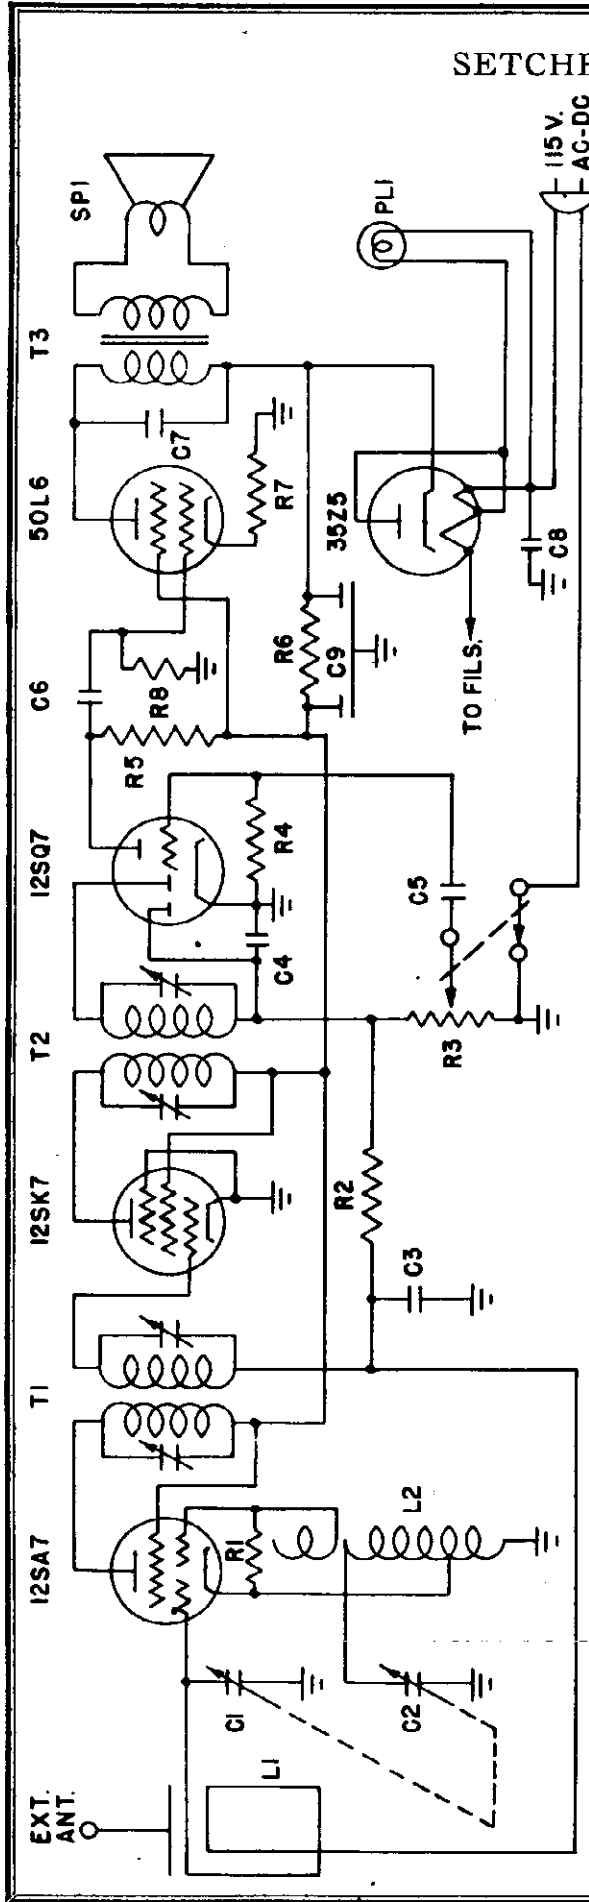 SETCHE
EXT.
ANT.
12SA7
T1
12SK7
T2
12SQ7
C6
50L6
T3
SP1
L1
C1
C2
R1
L2
R2
C3
R3
C4
R4
C5
R5
R8
R6
C9
C7
R7
35Z5
TO FILS.
C8
PL1
115 V.
AC-DC